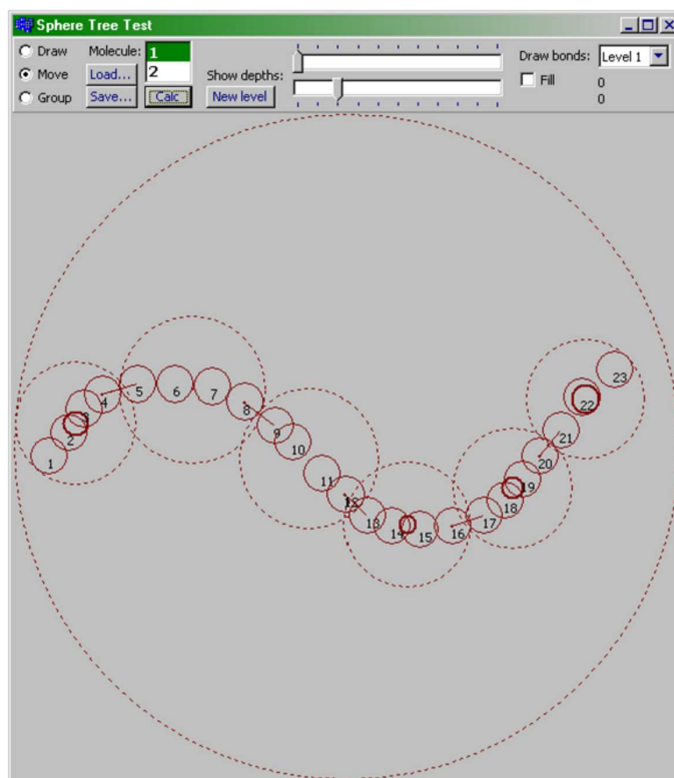 Sphere Tree Test
Draw Molecule: 1 Draw bonds: Level 1
Move Load... 2 Show depths: Fill 0
Group Save... Calc New level 0
23
22
5 6 7
4
8
3
21
2
9
10
20
1
11
19
12
18
13
17
14 15 16